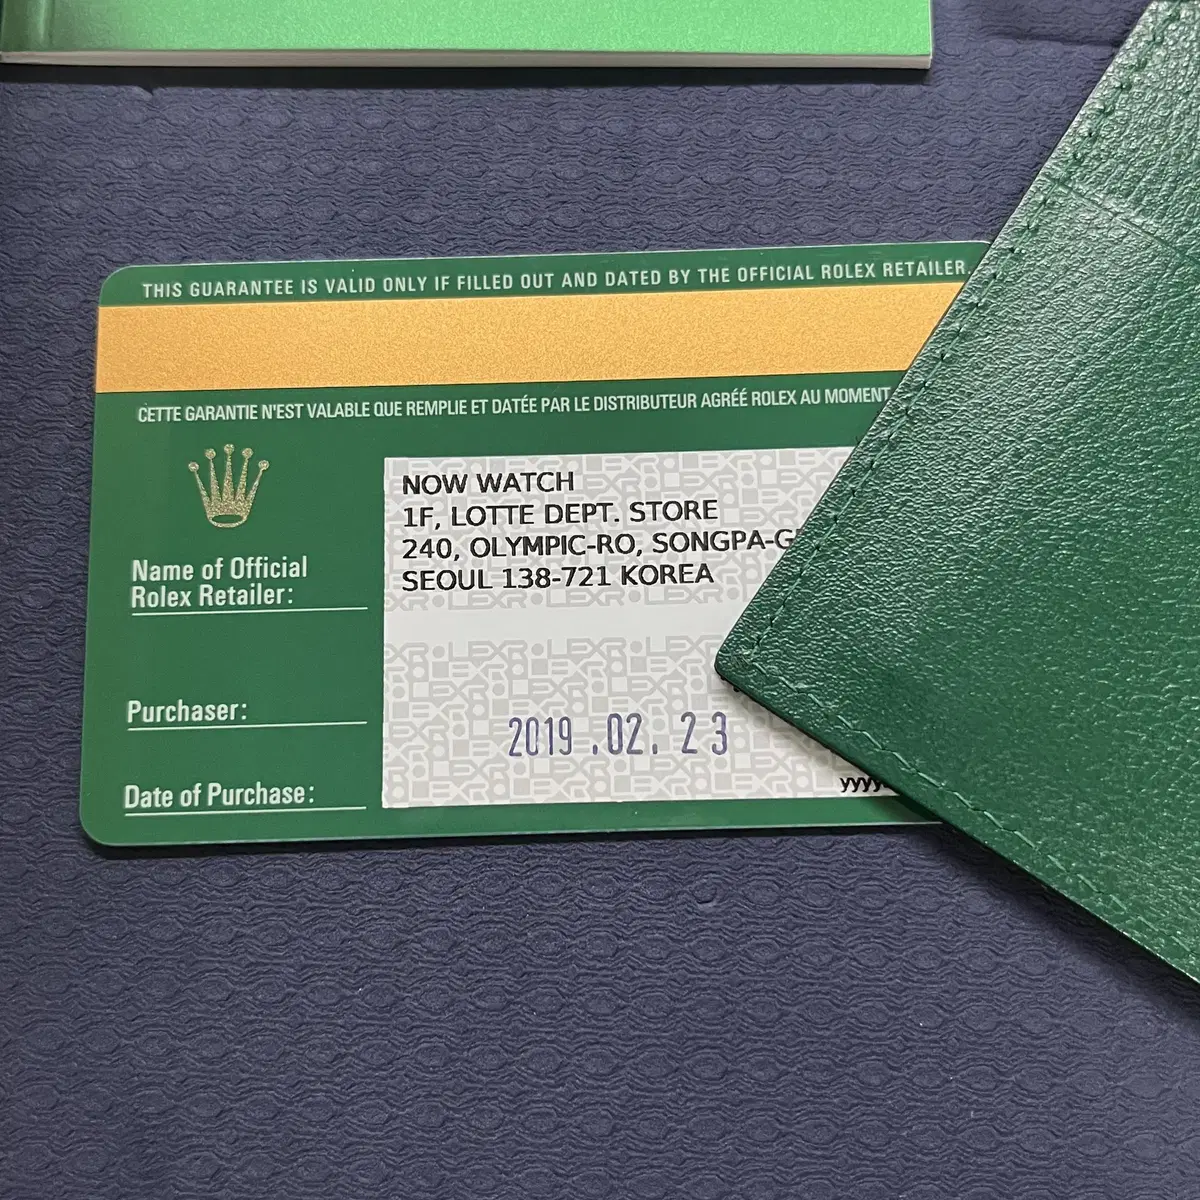 THIS GUARANTEE IS VALID ONLY IF FILLED OUT AND DATED BY THE OFFICIAL ROLEX RETAILER.
CETTE GARANTIE N'EST VALABLE QUE REMPLIE ET DATÉE PAR LE DISTRIBUTEUR AGRÉÉ ROLEX AU MOMENT
Name of Official
Rolex Retailer:
NOW WATCH
1F, LOTTE DEPT. STORE
240, OLYMPIC-RO, SONGPA-G
SEOUL 138-721 KOREA
Purchaser:
Date of Purchase:
2019 .02. 23
yyyy